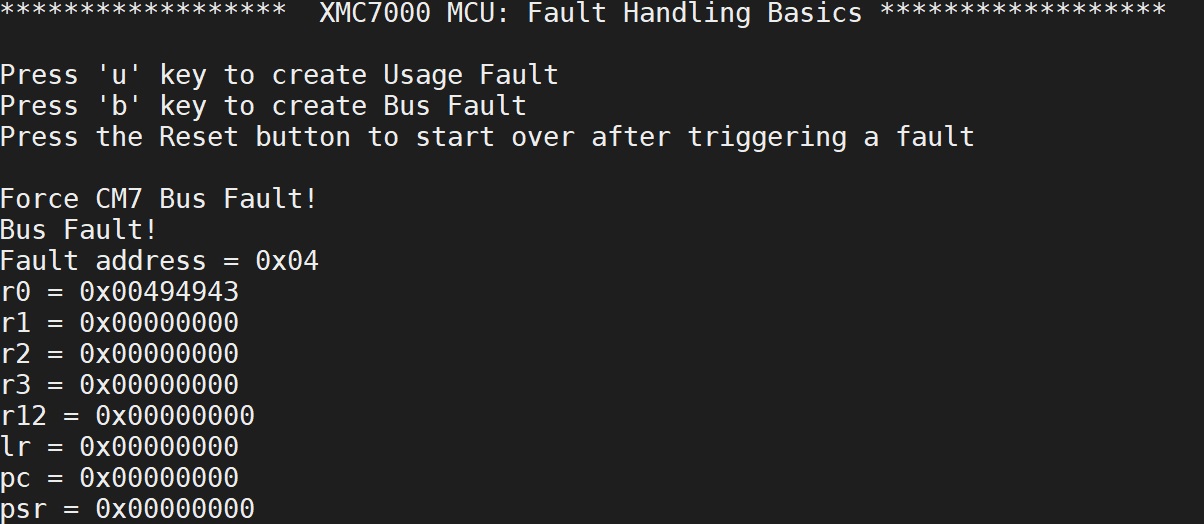 ******************  XMC7000 MCU: Fault Handling Basics ******************
Press 'u' key to create Usage Fault
Press 'b' key to create Bus Fault
Press the Reset button to start over after triggering a fault
Force CM7 Bus Fault!
Bus Fault!
Fault address = 0x04
r0 = 0x00494943
r1 = 0x00000000
r2 = 0x00000000
r3 = 0x00000000
r12 = 0x00000000
lr = 0x00000000
pc = 0x00000000
psr = 0x00000000